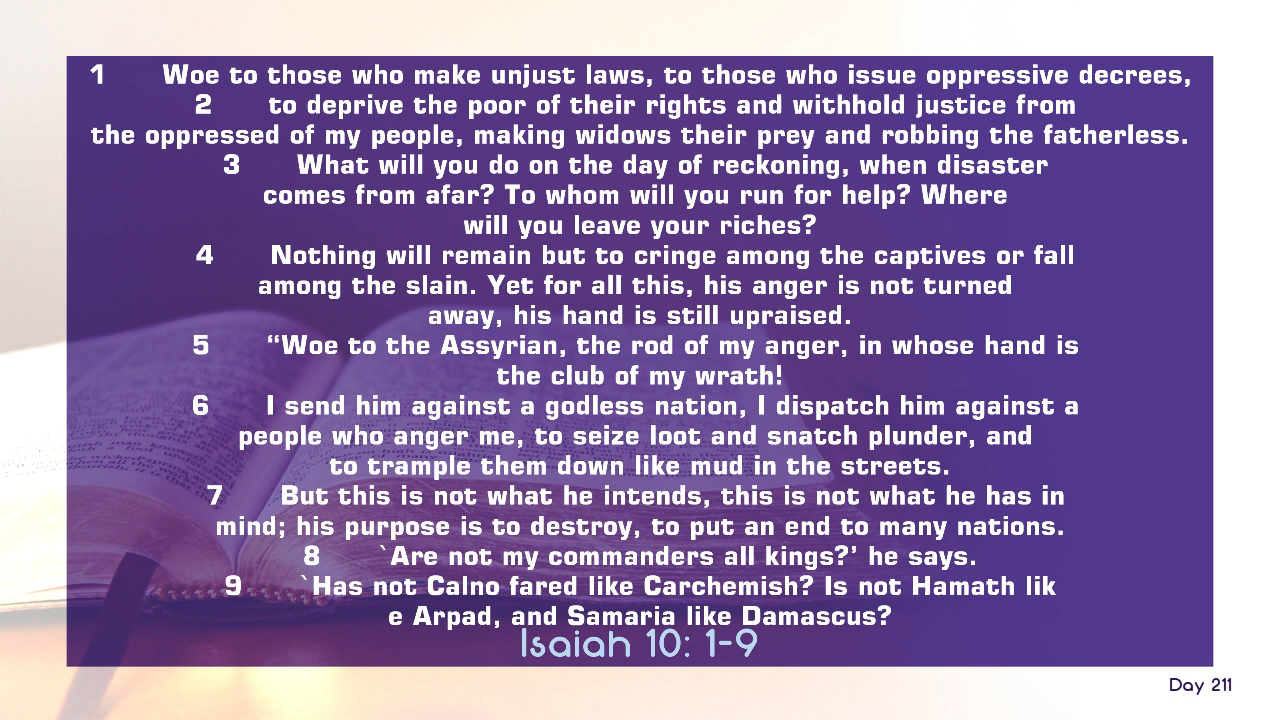 1 Woe to those who make unjust laws, to those who issue oppressive decrees,
2 to deprive the poor of their rights and withhold justice from
the oppressed of my people, making widows their prey and robbing the fatherless.
3 What will you do on the day of reckoning, when disaster
comes from afar? To whom will you run for help? Where
will you leave your riches?
4 Nothing will remain but to cringe among the captives or fall
among the slain. Yet for all this, his anger is not turned
away, his hand is still upraised.
5 “Woe to the Assyrian, the rod of my anger, in whose hand is
the club of my wrath!
6 I send him against a godless nation, I dispatch him against a
people who anger me, to seize loot and snatch plunder, and
to trample them down like mud in the streets.
7 But this is not what he intends, this is not what he has in
mind; his purpose is to destroy, to put an end to many nations.
8 `Are not my commanders all kings?’ he says.
9 `Has not Calno fared like Carchemish? Is not Hamath lik
e Arpad, and Samaria like Damascus?
Isaiah 10: 1-9
Day 211